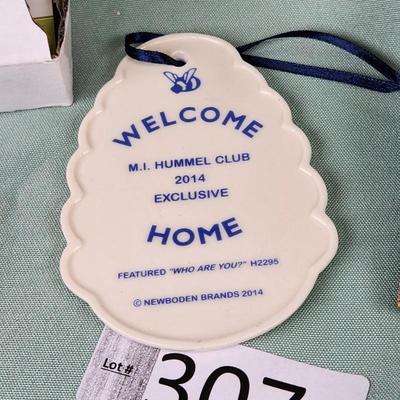 WELCOME
M.I. HUMMEL CLUB
2014
EXCLUSIVE
HOME
FEATURED "WHO ARE YOU?" H2295
© NEWBODEN BRANDS 2014
Lot #
307